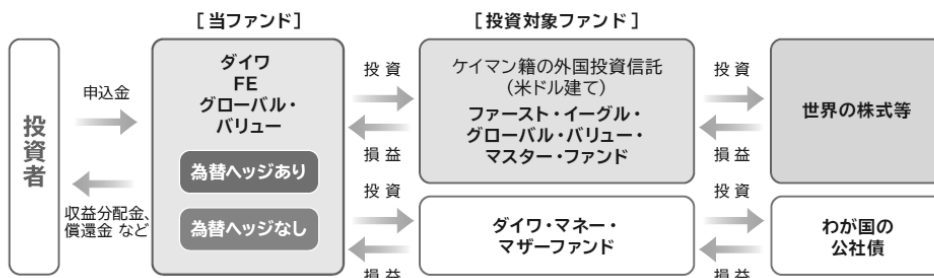 [当ファンド]
[投資対象ファンド]
投資者
申込金
収益分配金、
償還金 など
ダイワ
FE
グローバル・
バリュー
為替ヘッジあり
為替ヘッジなし
投 資
損 益
投 資
損 益
ケイマン籍の外国投資信託
(米ドル建て)
ファースト・イーグル・
グローバル・バリュー・
マスター・ファンド
ダイワ・マネー・
マザーファンド
投 資
損 益
投 資
損 益
世界の株式等
わが国の
公社債